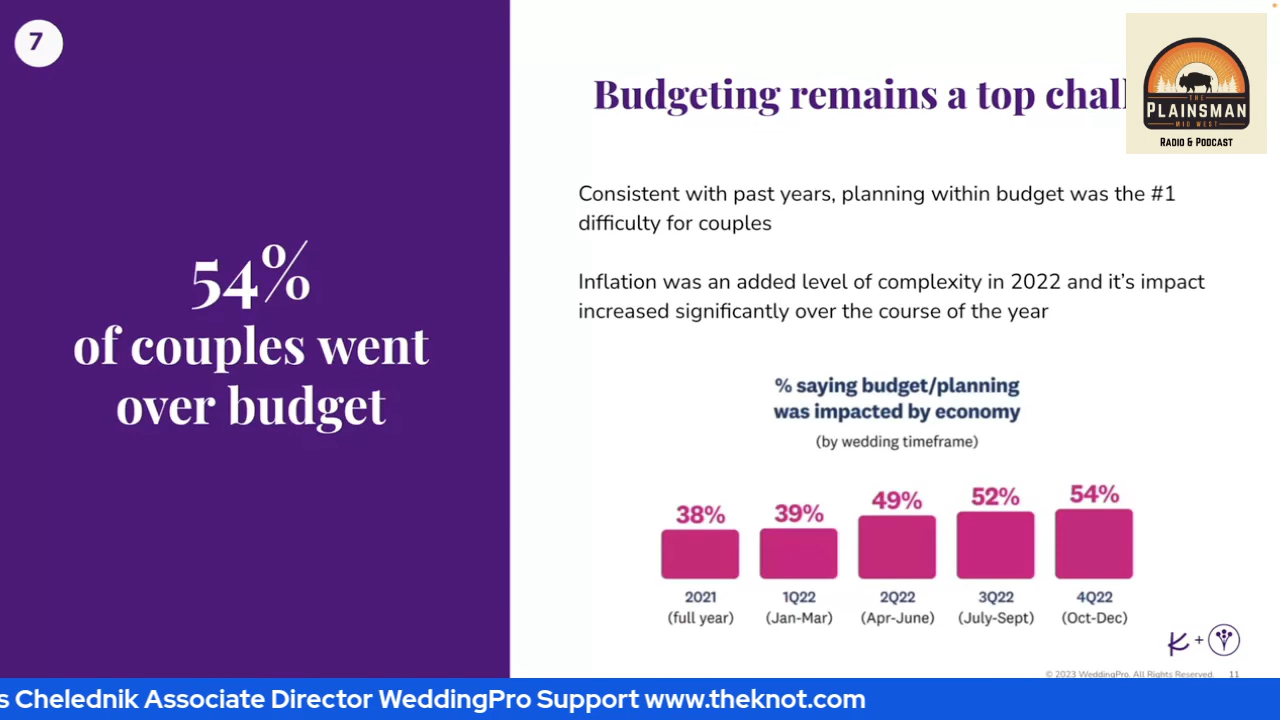 7
Budgeting remains a top
THE
PLAINSMAN
MID WEST
RADIO & PODCAST
54%
of couples went
over budget
Consistent with past years, planning within budget was the #1
difficulty for couples
Inflation was an added level of complexity in 2022 and it's impact
increased significantly over the course of the year
% saying budget/planning
was impacted by economy
(by wedding timeframe)
38% 39% 49% 52% 54%
2021 1Q22 2Q22 3Q22 4Q22
(full year) (Jan-Mar) (Apr-June) (July-Sept) (Oct-Dec)
K +
© 2023 WeddingPro. All Rights Reserved. 11
s Chelednik Associate Director WeddingPro Support www.theknot.com